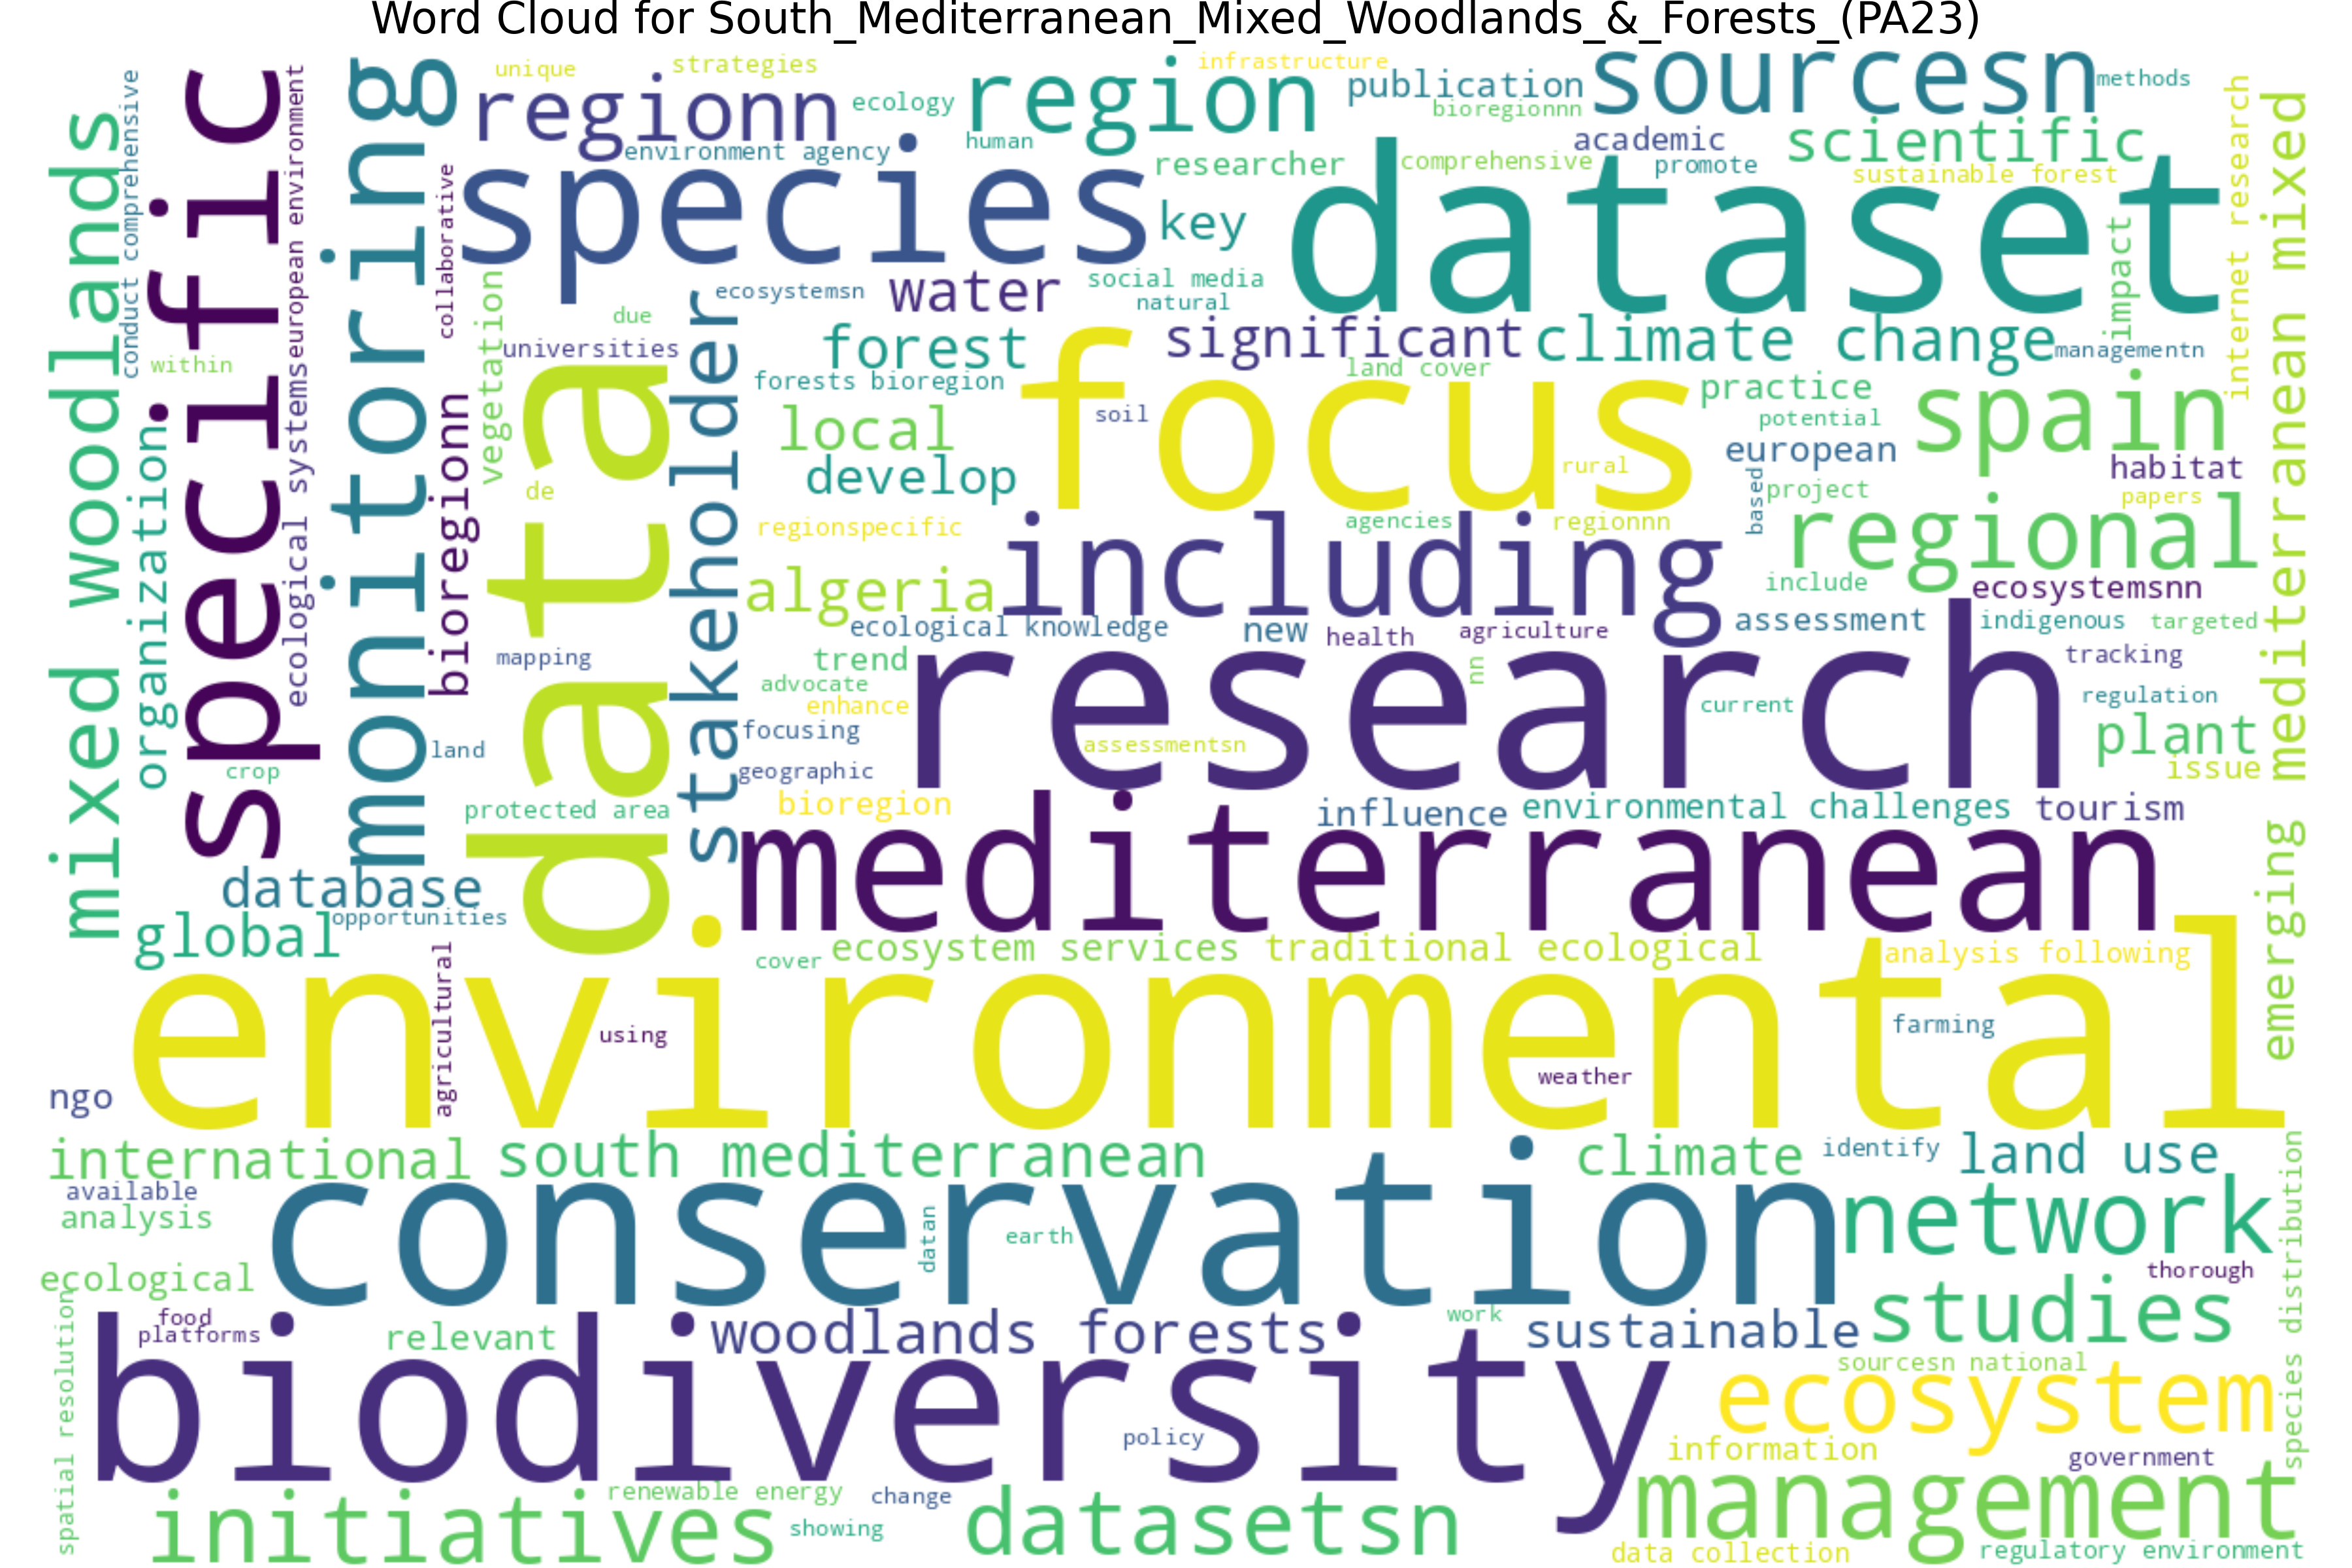 Word Cloud for South_Mediterranean_Mixed_Woodlands_&_Forests_(PA23)
unique
strategies
infrastructure
sourcesn
methods
regionn
ecology
region
publication
bioregionnn
human
academic
scientific
environment agency
species
researcher
comprehensive
promote
sustainable forest
key
dataset
ecosystemsn
water
social media
natural
due
universities
forest
significant
climate change
managementn
within
forests bioregion
land cover
practice
local
soil
focus
potential
spain
develop
rural
european
habitat
de
project
papers
regionspecific
agencies
regionnn
regional
algeria
including
include
ecosystemsnn
ecological knowledge
new
health
agriculture
assessment
indigenous
targeted
mapping
trend
research
tracking
advocate
enhance
current
regulation
focusing
assessmentsn
plant
land
geographic
issue
crop
protected area
bioregion
influence
environmental challenges
tourism
mediterranean
database
opportunities
global
cover
ecosystem services
traditional ecological
analysis following
environmental
using
farming
weather
ngo
international
south mediterranean
climate
identify
land use
available
analysis
conservation
network
earth
ecological
thorough
food
platforms
relevant
woodlands forests
work
sustainable
studies
biodiversity
sourcesn national
ecosystem
policy
information
government
initiatives
renewable energy
change
showing
datasetsn
management
data collection
regulatory environment
mixed woodlands
conduct comprehensive
organization
specific
european environment
ecological systems
monitoring
collaborative
bioregionn
vegetation
data
stakeholder
agricultural
based
nn
impact
internet research
mediterranean mixed
emerging
datan
spatial resolution
species distribution